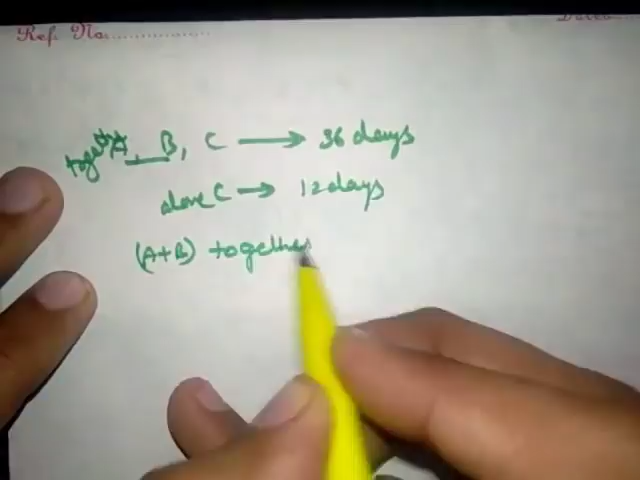 Ref. No.....................
together A, B, C → 36 days
alone C → 12 days
(A+B) together